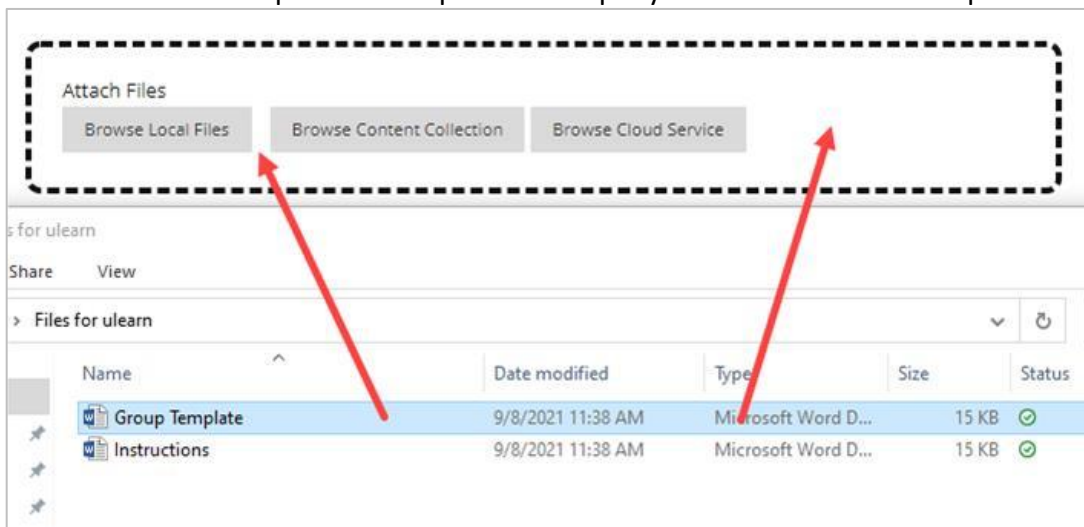 Attach Files
Browse Local Files Browse Content Collection Browse Cloud Service
s for ulearn
Share View
> Files for ulearn
Name Date modified Type Size Status
Group Template 9/8/2021 11:38 AM Microsoft Word D... 15 KB
Instructions 9/8/2021 11:38 AM Microsoft Word D... 15 KB